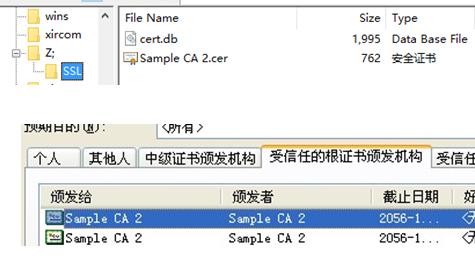 wins
xircom
Z;
SSL
File Name Size Type
cert.db 1,995 Data Base File
Sample CA 2.cer 762 安全证书
预期目的(N): <所有>
个人 其他人 中级证书颁发机构 受信任的根证书颁发机构 受信任
颁发给 颁发者 截止日期 好
Sample CA 2 Sample CA 2 2056-1...
Sample CA 2 Sample CA 2 2056-1...